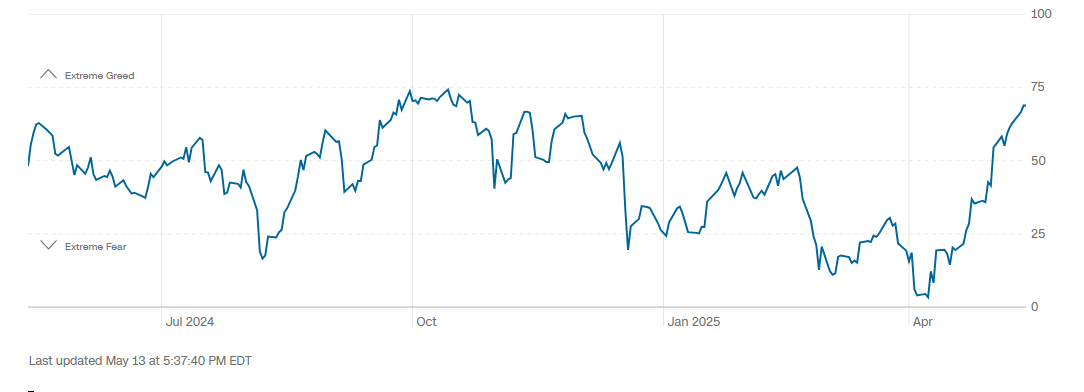 100
Extreme Greed
75
50
25
Extreme Fear
0
Jul 2024
Oct
Jan 2025
Apr
Last updated May 13 at 5:37:40 PM EDT